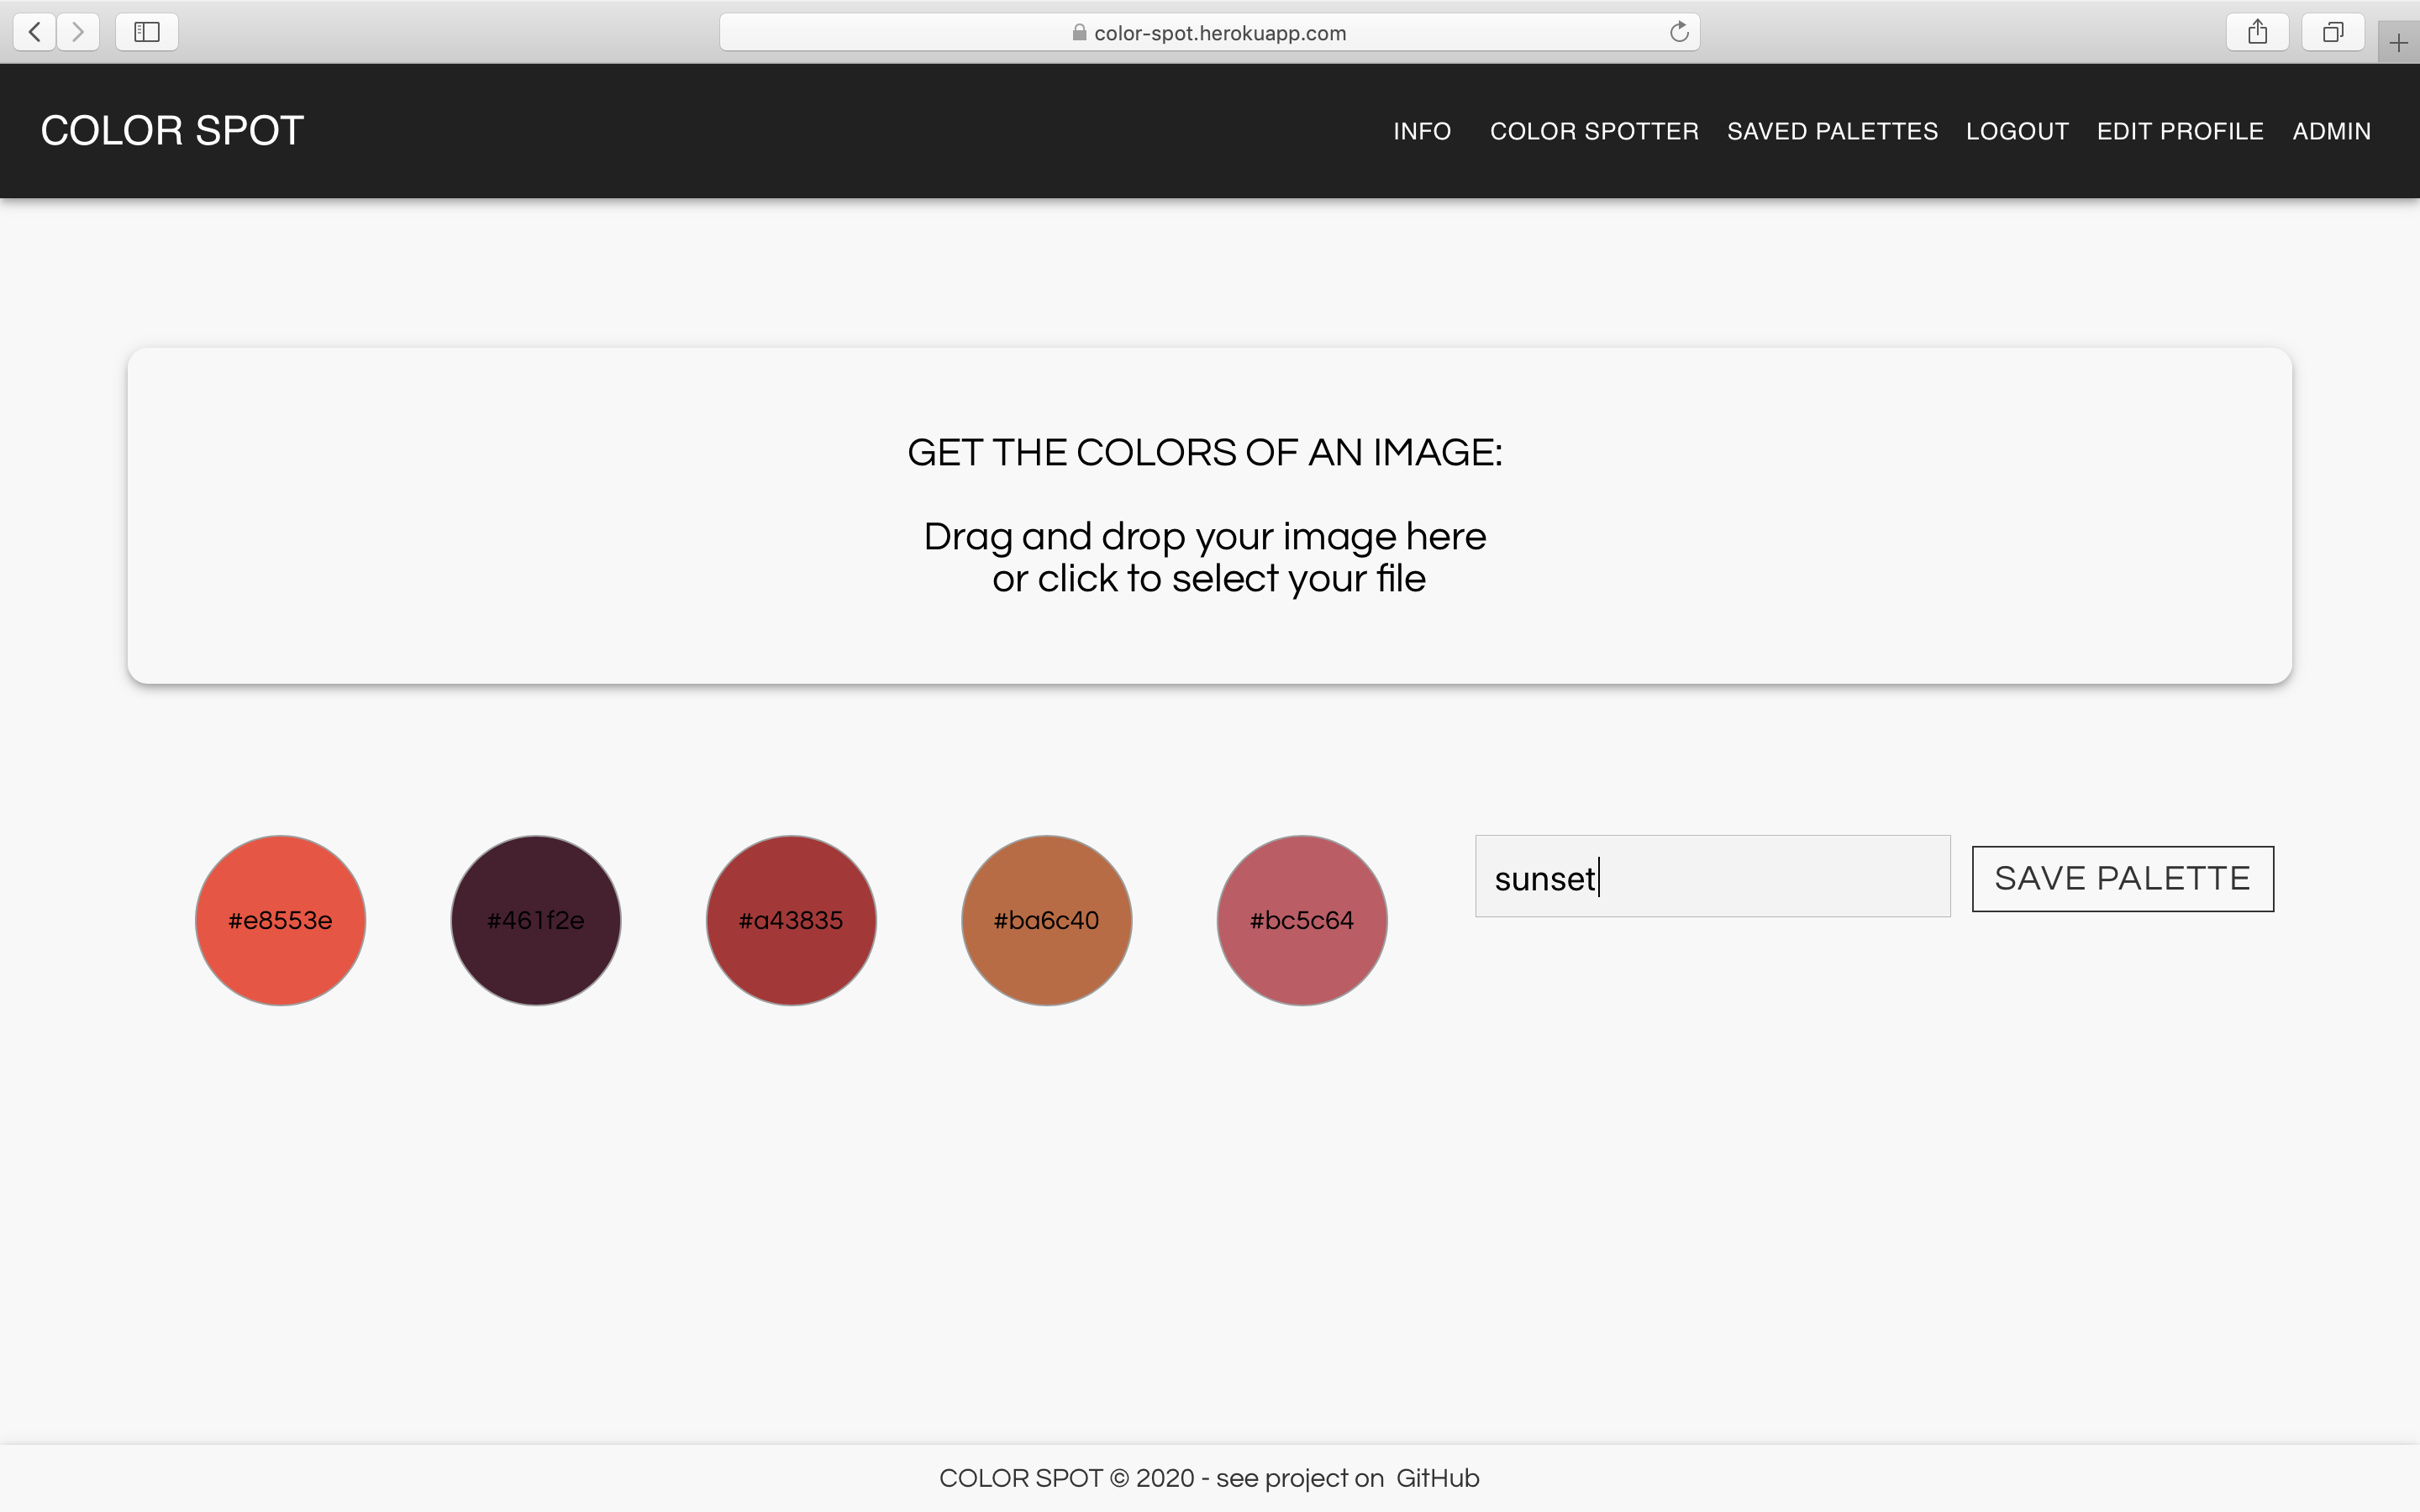 color-spot.herokuapp.com
COLOR SPOT
INFO COLOR SPOTTER SAVED PALETTES LOGOUT EDIT PROFILE ADMIN
GET THE COLORS OF AN IMAGE:
Drag and drop your image here
or click to select your file
#e8553e #461f2e #a43835 #ba6c40 #bc5c64
sunset
SAVE PALETTE
COLOR SPOT © 2020 - see project on GitHub